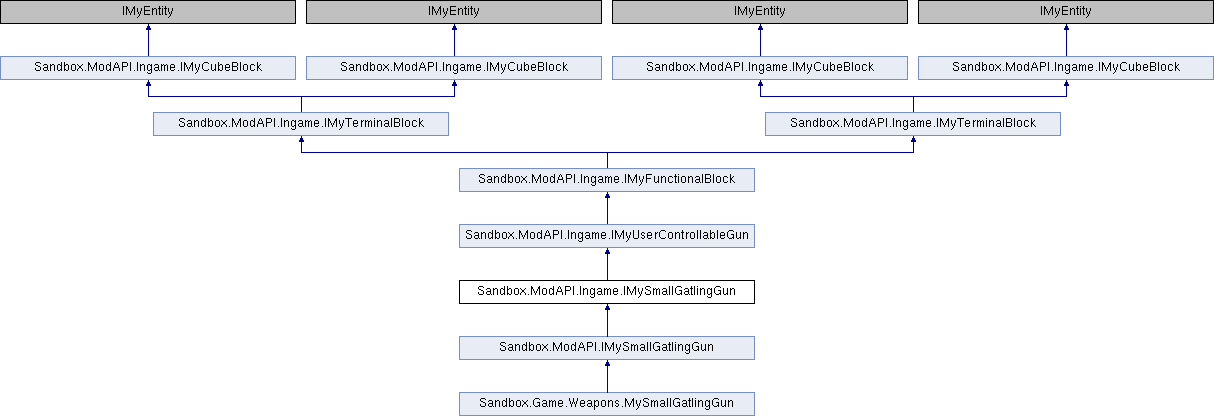 IMyEntity
IMyEntity
IMyEntity
IMyEntity
Sandbox.ModAPI.Ingame.IMyCubeBlock
Sandbox.ModAPI.Ingame.IMyCubeBlock
Sandbox.ModAPI.Ingame.IMyCubeBlock
Sandbox.ModAPI.Ingame.IMyCubeBlock
Sandbox.ModAPI.Ingame.IMyTerminalBlock
Sandbox.ModAPI.Ingame.IMyTerminalBlock
Sandbox.ModAPI.Ingame.IMyFunctionalBlock
Sandbox.ModAPI.Ingame.IMyUserControllableGun
Sandbox.ModAPI.Ingame.IMySmallGatlingGun
Sandbox.ModAPI.IMySmallGatlingGun
Sandbox.Game.Weapons.MySmallGatlingGun